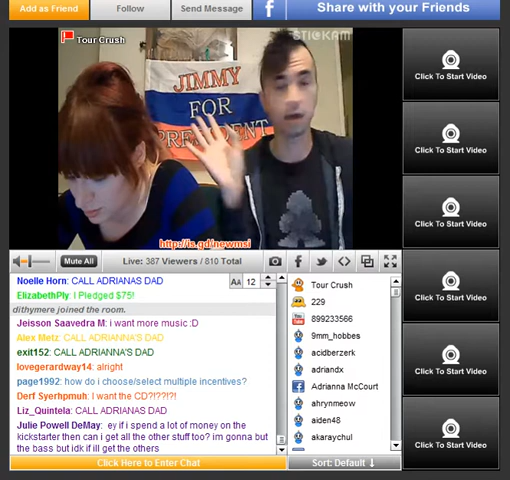 Add as Friend
Follow
Send Message
f
Share with your Friends
Tour Crush
STICKAM
JIMMY
FOR
PRESIDENT
http://is.gd/newmsi
Click To Start Video
Click To Start Video
Click To Start Video
Click To Start Video
Click To Start Video
Click To Start Video
Mute All
Live: 387 Viewers / 810 Total
Noelle Horn: CALL ADRIANAS DAD
AA 12
ElizabethPly: I Pledged $75!
dithymere joined the room.
Jeisson Saavedra M: i want more music :D
Alex Metz: CALL ADRIANNAS DAD
exit152: CALL ADRIANNA'S DAD
lovegerardway14: alright
page1992: how do i choose/select multiple incentives?
Derf Syerhpmuh: I want the CD?!??!?!
Liz_Quintela: CALL ADRIANAS DAD
Julie Powell DeMay: ey if i spend a lot of money on the
kickstarter then can i get all the other stuff too? im gonna but
the bass but idk if ill get the others
Click Here to Enter Chat
Tour Crush
229
899233566
9mm_hobbes
acidberzerk
adriandx
Adrianna McCourt
ahrynmeow
aiden48
akaraychul
Sort: Default ↓